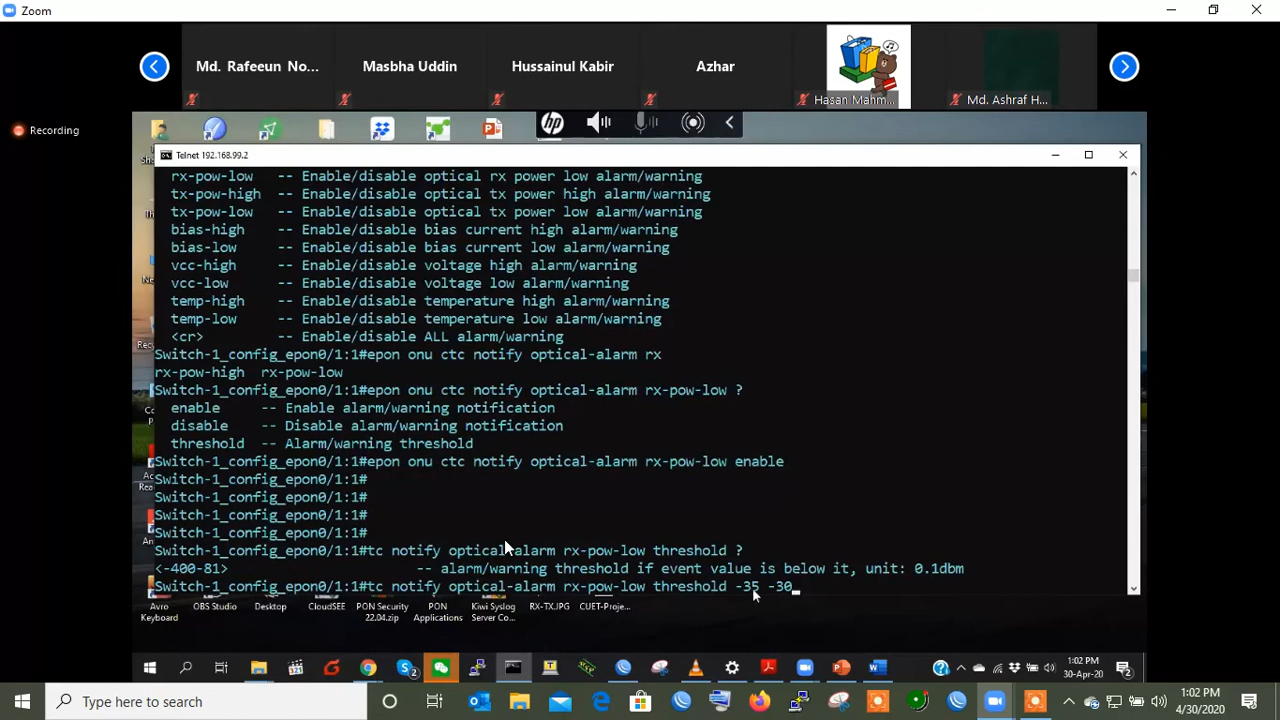 Zoom
Md. Rafeeun No...
Masbha Uddin
Hussainul Kabir
Azhar
Hasan Mahm...
Md. Ashraf H...
Recording
hp
Telnet 192.168.99.2
rx-pow-low -- Enable/disable optical rx power low alarm/warning
tx-pow-high -- Enable/disable optical tx power high alarm/warning
tx-pow-low -- Enable/disable optical tx power low alarm/warning
bias-high -- Enable/disable bias current high alarm/warning
bias-low -- Enable/disable bias current low alarm/warning
vcc-high -- Enable/disable voltage high alarm/warning
vcc-low -- Enable/disable voltage low alarm/warning
temp-high -- Enable/disable temperature high alarm/warning
temp-low -- Enable/disable temperature low alarm/warning
<cr> -- Enable/disable ALL alarm/warning
Switch-1_config_epon0/1:1#epon onu ctc notify optical-alarm rx
rx-pow-high rx-pow-low
Switch-1_config_epon0/1:1#epon onu ctc notify optical-alarm rx-pow-low ?
enable -- Enable alarm/warning notification
disable -- Disable alarm/warning notification
threshold -- Alarm/warning threshold
Switch-1_config_epon0/1:1#epon onu ctc notify optical-alarm rx-pow-low enable
Switch-1_config_epon0/1:1#
Switch-1_config_epon0/1:1#
Switch-1_config_epon0/1:1#
Switch-1_config_epon0/1:1#
Switch-1_config_epon0/1:1#tc notify optical-alarm rx-pow-low threshold ?
<-400-81> -- alarm/warning threshold if event value is below it, unit: 0.1dbm
Switch-1_config_epon0/1:1#tc notify optical-alarm rx-pow-low threshold -35 -30
Avro Keyboard
OBS Studio
Desktop
CloudSEE
PON Security 22.04.zip
PON Applications
Kiwi Syslog Server Co...
RX-TX.JPG
CUET-Proje...
1:02 PM
30-Apr-20
Type here to search
1:02 PM
4/30/2020